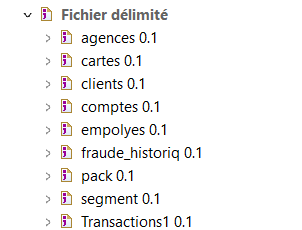 Fichier délimité
agences 0.1
cartes 0.1
clients 0.1
comptes 0.1
empolyes 0.1
fraude_historiq 0.1
pack 0.1
segment 0.1
Transactions1 0.1